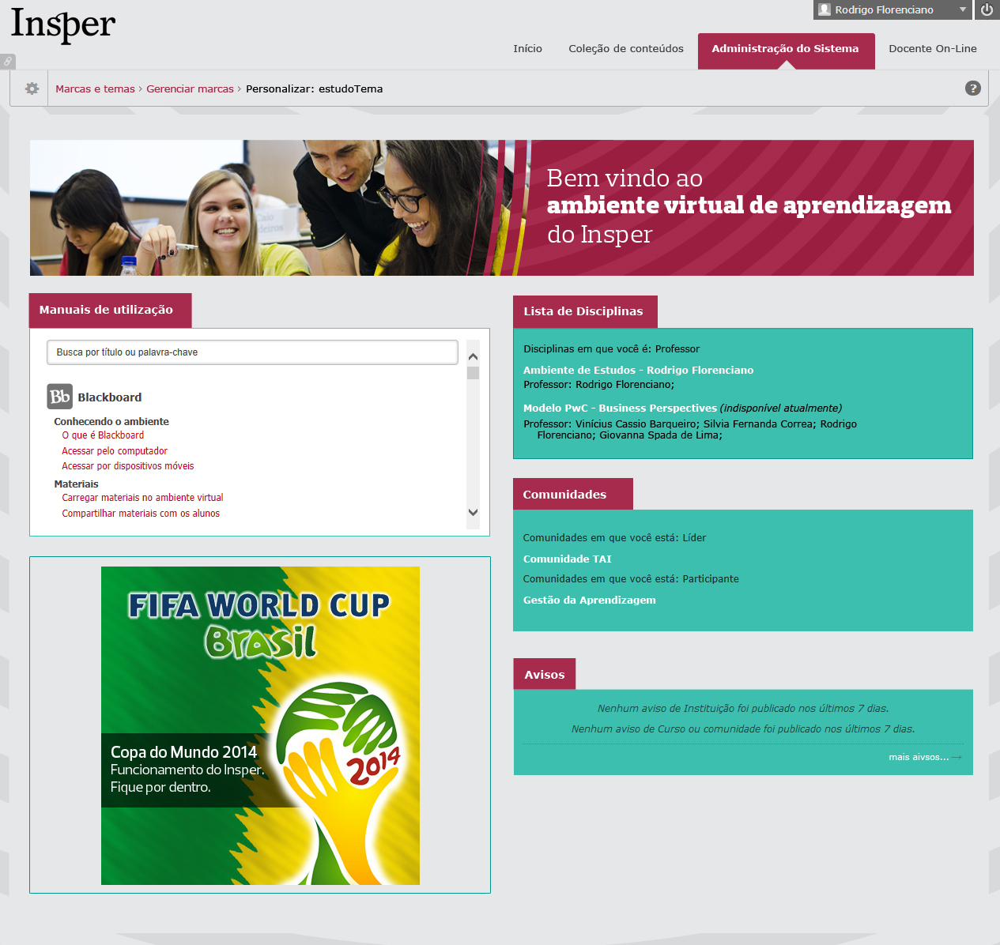 Insper
Rodrigo Florenciano
Início
Coleção de conteúdos
Administração do Sistema
Docente On-Line
Marcas e temas › Gerenciar marcas › Personalizar: estudoTema
?
Bem vindo ao
ambiente virtual de aprendizagem
do Insper
Caio
Manuais de utilização
Busca por título ou palavra-chave
Bb Blackboard
Conhecendo o ambiente
O que é Blackboard
Acessar pelo computador
Acessar por dispositivos móveis
Materiais
Carregar materiais no ambiente virtual
Compartilhar materiais com os alunos
FIFA WORLD CUP
Brasil
2014
Copa do Mundo 2014
Funcionamento do Insper.
Fique por dentro.
Lista de Disciplinas
Disciplinas em que você é: Professor
Ambiente de Estudos - Rodrigo Florenciano
Professor: Rodrigo Florenciano;
Modelo PwC - Business Perspectives (indisponível atualmente)
Professor: Vinícius Cassio Barqueiro; Silvia Fernanda Correa; Rodrigo
Florenciano; Giovanna Spada de Lima;
Comunidades
Comunidades em que você está: Líder
Comunidade TAI
Comunidades em que você está: Participante
Gestão da Aprendizagem
Avisos
Nenhum aviso de Instituição foi publicado nos últimos 7 dias.
Nenhum aviso de Curso ou comunidade foi publicado nos últimos 7 dias.
mais aivsos... →